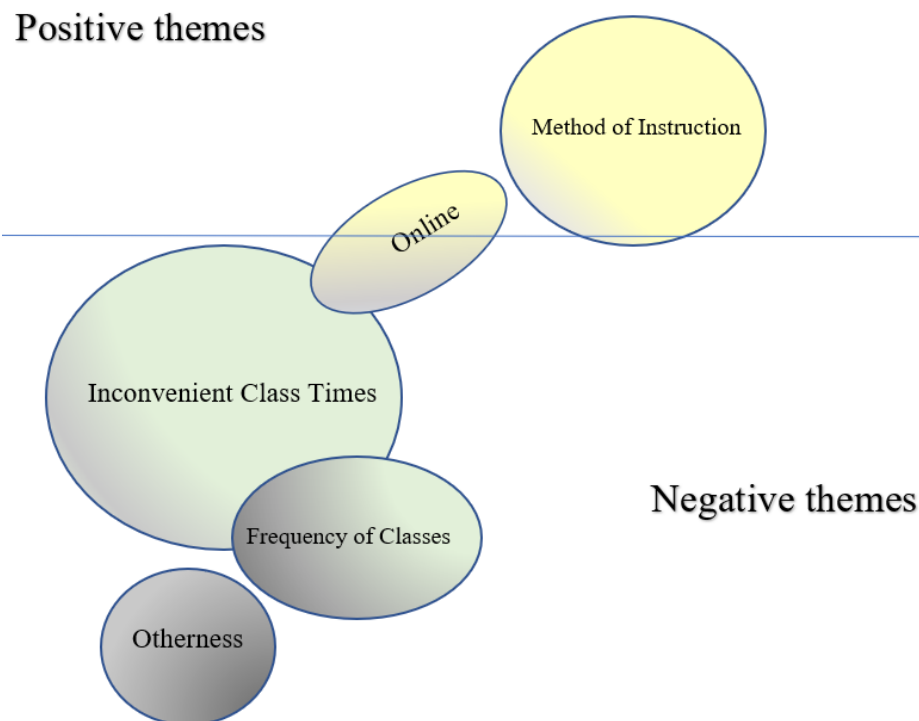 Positive themes
Method of Instruction
Online
Inconvenient Class Times
Negative themes
Frequency of Classes
Otherness